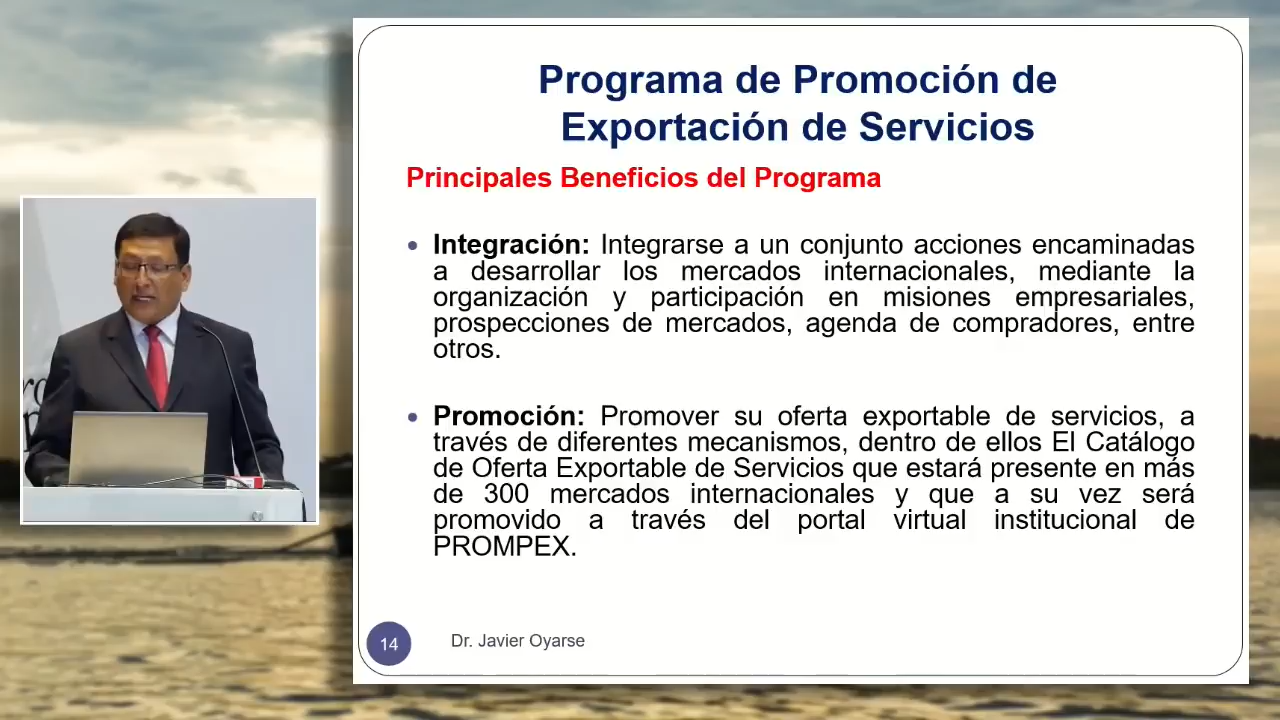 Programa de Promoción de
Exportación de Servicios
Principales Beneficios del Programa
• Integración: Integrarse a un conjunto acciones encaminadas
a desarrollar los mercados internacionales, mediante la
organización y participación en misiones empresariales,
prospecciones de mercados, agenda de compradores, entre
otros.
• Promoción: Promover su oferta exportable de servicios, a
través de diferentes mecanismos, dentro de ellos El Catálogo
de Oferta Exportable de Servicios que estará presente en más
de 300 mercados internacionales y que a su vez será
promovido a través del portal virtual institucional de
PROMPEX.
14
Dr. Javier Oyarse